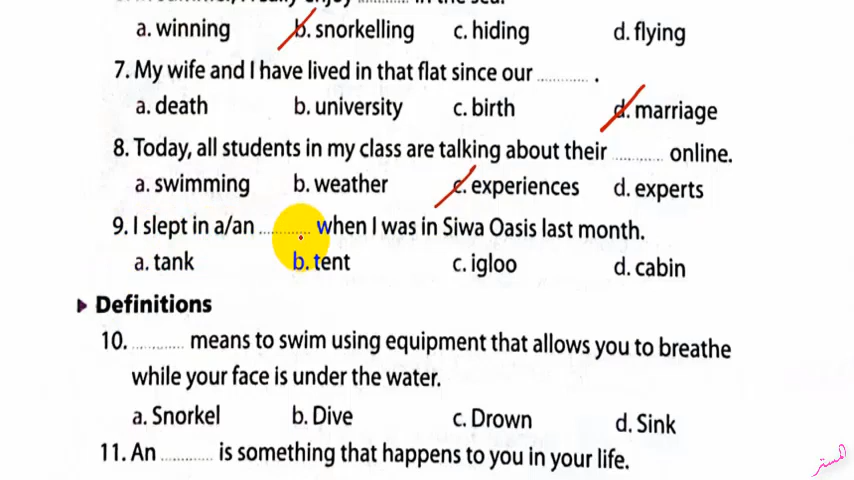 a. winning b. snorkelling c. hiding d. flying
7. My wife and I have lived in that flat since our ............ .
a. death b. university c. birth d. marriage
8. Today, all students in my class are talking about their ............ online.
a. swimming b. weather c. experiences d. experts
9. I slept in a/an ............ when I was in Siwa Oasis last month.
a. tank b. tent c. igloo d. cabin
Definitions
10. ............ means to swim using equipment that allows you to breathe
while your face is under the water.
a. Snorkel b. Dive c. Drown d. Sink
11. An ............ is something that happens to you in your life.